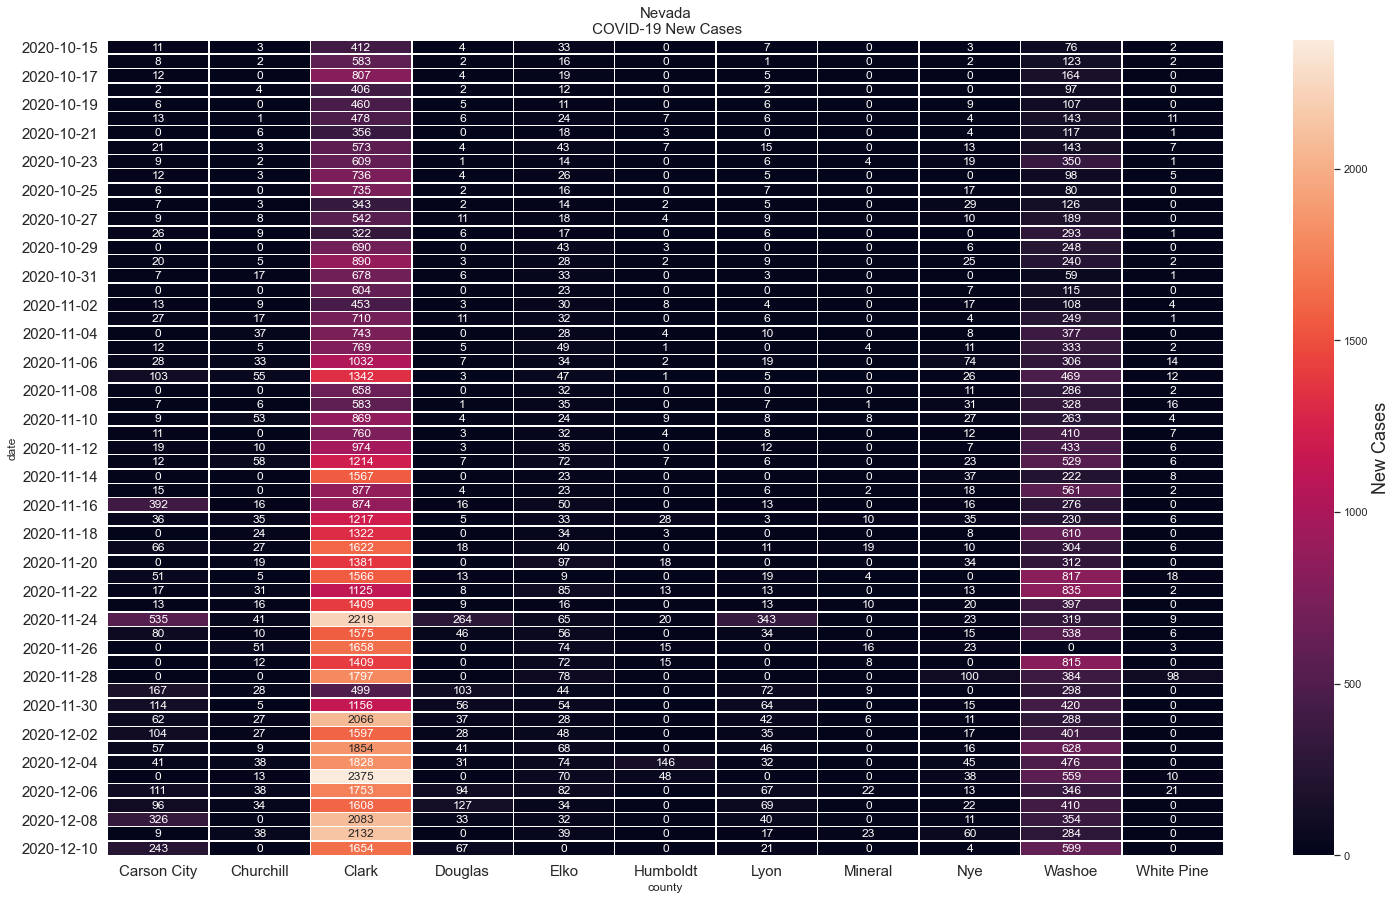 Nevada
COVID-19 New Cases
2020-10-15 11 3 412 4 33 0 7 0 3 76 2
8 2 583 2 16 0 1 0 2 123 2
2020-10-17 12 0 807 4 19 0 5 0 0 164 0
2 4 406 2 12 0 2 0 0 97 0
2020-10-19 6 0 460 5 11 0 6 0 9 107 0
13 1 478 6 24 7 6 0 4 143 11
2020-10-21 0 6 356 0 18 3 0 0 4 117 1
21 3 573 4 43 7 15 0 13 143 7
2020-10-23 9 2 609 1 14 0 6 4 19 350 1
12 3 736 4 26 0 5 0 0 98 5
2020-10-25 6 0 735 2 16 0 7 0 17 80 0
7 3 343 2 14 2 5 0 29 126 0
2020-10-27 9 8 542 11 18 4 9 0 10 189 0
26 9 322 6 17 0 6 0 0 293 1
2020-10-29 0 0 690 0 43 3 0 0 6 248 0
20 5 890 3 28 2 9 0 25 240 2
2020-10-31 7 17 678 6 33 0 3 0 0 59 1
0 0 604 0 23 0 0 0 7 115 0
2020-11-02 13 9 453 3 30 8 4 0 17 108 4
27 17 710 11 32 0 6 0 4 249 1
2020-11-04 0 37 743 0 28 4 10 0 8 377 0
12 5 769 5 49 1 0 4 11 333 2
2020-11-06 28 33 1032 7 34 2 19 0 74 306 14
103 55 1342 3 47 1 5 0 26 469 12
2020-11-08 0 0 658 0 32 0 0 0 11 286 2
7 6 583 1 35 0 7 1 31 328 16
2020-11-10 9 53 869 4 24 9 8 8 27 263 4
11 0 760 3 32 4 8 0 12 410 7
2020-11-12 19 10 974 3 35 0 12 0 7 433 6
12 58 1214 7 72 7 6 0 23 529 6
2020-11-14 0 0 1567 0 23 0 0 0 37 222 8
15 0 877 4 23 0 6 2 18 561 2
2020-11-16 392 16 874 16 50 0 13 0 16 276 0
36 35 1217 5 33 28 3 10 35 230 6
2020-11-18 0 24 1322 0 34 3 0 0 8 610 0
66 27 1622 18 40 0 11 19 10 304 6
2020-11-20 0 19 1381 0 97 18 0 0 34 312 0
51 5 1566 13 9 0 19 4 0 817 18
2020-11-22 17 31 1125 8 85 13 13 0 13 835 2
13 16 1409 9 16 0 13 10 20 397 0
2020-11-24 535 41 2219 264 65 20 343 0 23 319 9
80 10 1575 46 56 0 34 0 15 538 6
2020-11-26 0 51 1658 0 74 15 0 16 23 0 3
0 12 1409 0 72 15 0 8 0 815 0
2020-11-28 0 0 1797 0 78 0 0 0 100 384 98
167 28 499 103 44 0 72 9 0 298 0
2020-11-30 114 5 1156 56 54 0 64 0 15 420 0
62 27 2066 37 28 0 42 6 11 288 0
2020-12-02 104 27 1597 28 48 0 35 0 17 401 0
57 9 1854 41 68 0 46 0 16 628 0
2020-12-04 41 38 1828 31 74 146 32 0 45 476 0
0 13 2375 0 70 48 0 0 38 559 10
2020-12-06 111 38 1753 94 82 0 67 22 13 346 21
96 34 1608 127 34 0 69 0 22 410 0
2020-12-08 326 0 2083 33 32 0 40 0 11 354 0
9 38 2132 0 39 0 17 23 60 284 0
2020-12-10 243 0 1654 67 0 0 21 0 4 599 0
Carson City Churchill Clark Douglas Elko Humboldt Lyon Mineral Nye Washoe White Pine
county
date
2000
1500
1000
500
0
New Cases